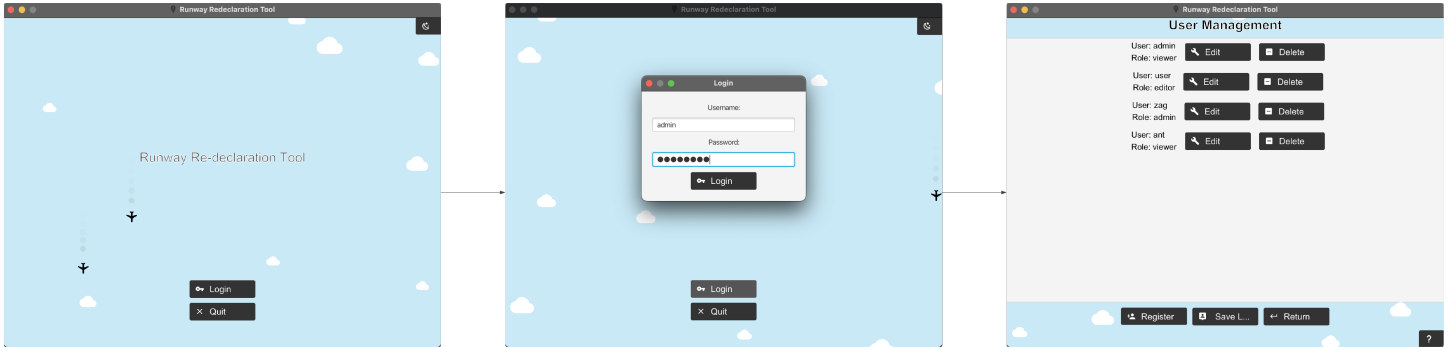 Runway Redeclaration Tool
Runway Re-declaration Tool
Login
Quit
Runway Redeclaration Tool
Login
Username:
admin
Password:
●●●●●●●●
Login
Login
Quit
Runway Redeclaration Tool
User Management
User: admin
Role: viewer
Edit
Delete
User: user
Role: editor
Edit
Delete
User: zag
Role: admin
Edit
Delete
User: ant
Role: viewer
Edit
Delete
Register
Save L...
Return
?